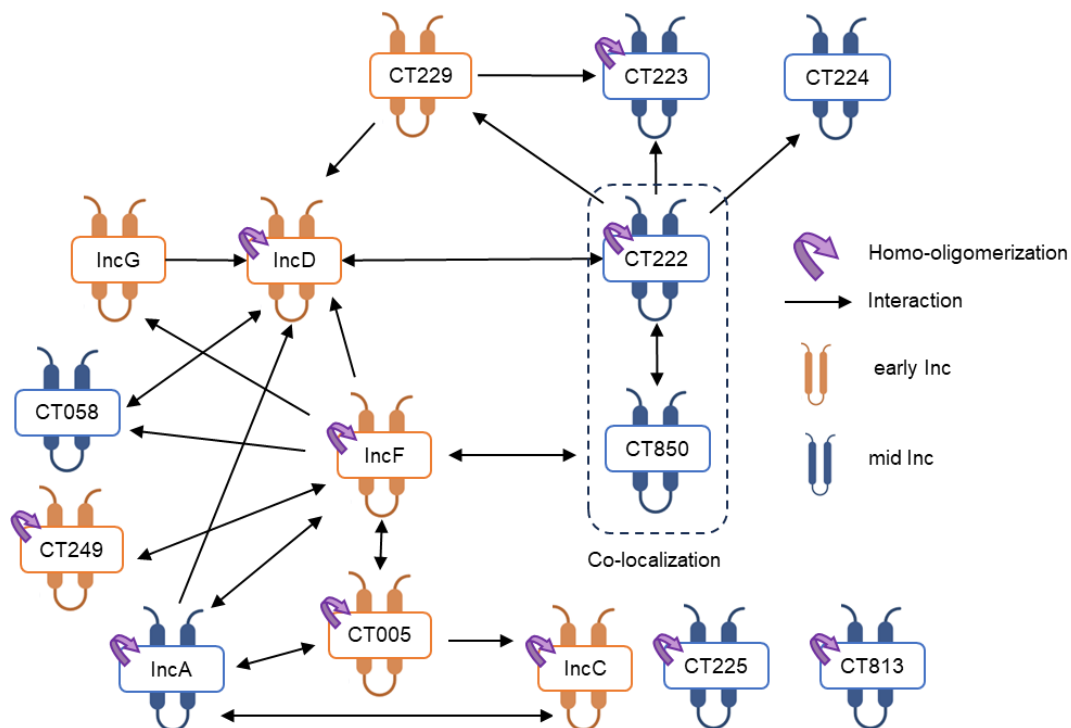 CT229
CT223
CT224
IncG
IncD
CT222
Homo-oligomerization
Interaction
early Inc
CT058
IncF
CT850
mid Inc
CT249
Co-localization
IncA
CT005
IncC
CT225
CT813